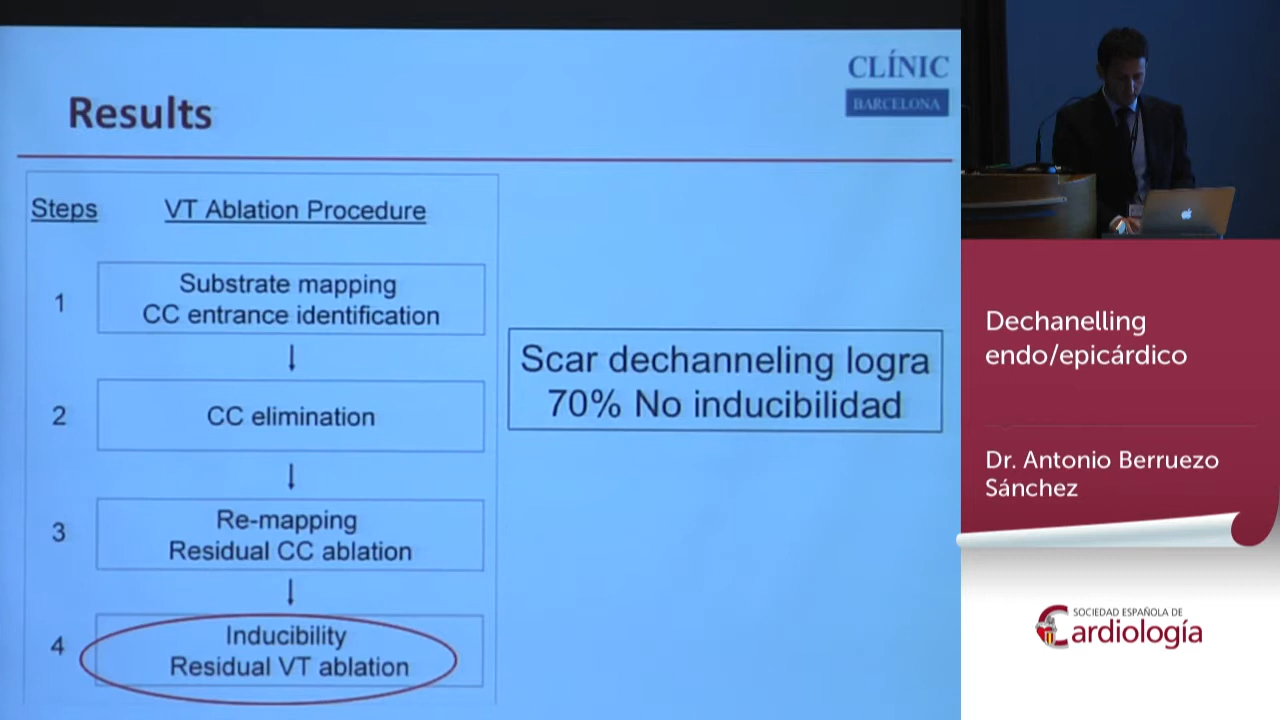 CLÍNIC
BARCELONA
Results
Steps
VT Ablation Procedure
1
Substrate mapping
CC entrance identification
2
CC elimination
3
Re-mapping
Residual CC ablation
4
Inducibility
Residual VT ablation
Scar dechanneling logra
70% No inducibilidad
Dechanelling
endo/epicárdico
Dr. Antonio Berruezo
Sánchez
SOCIEDAD ESPAÑOLA DE
Cardiología